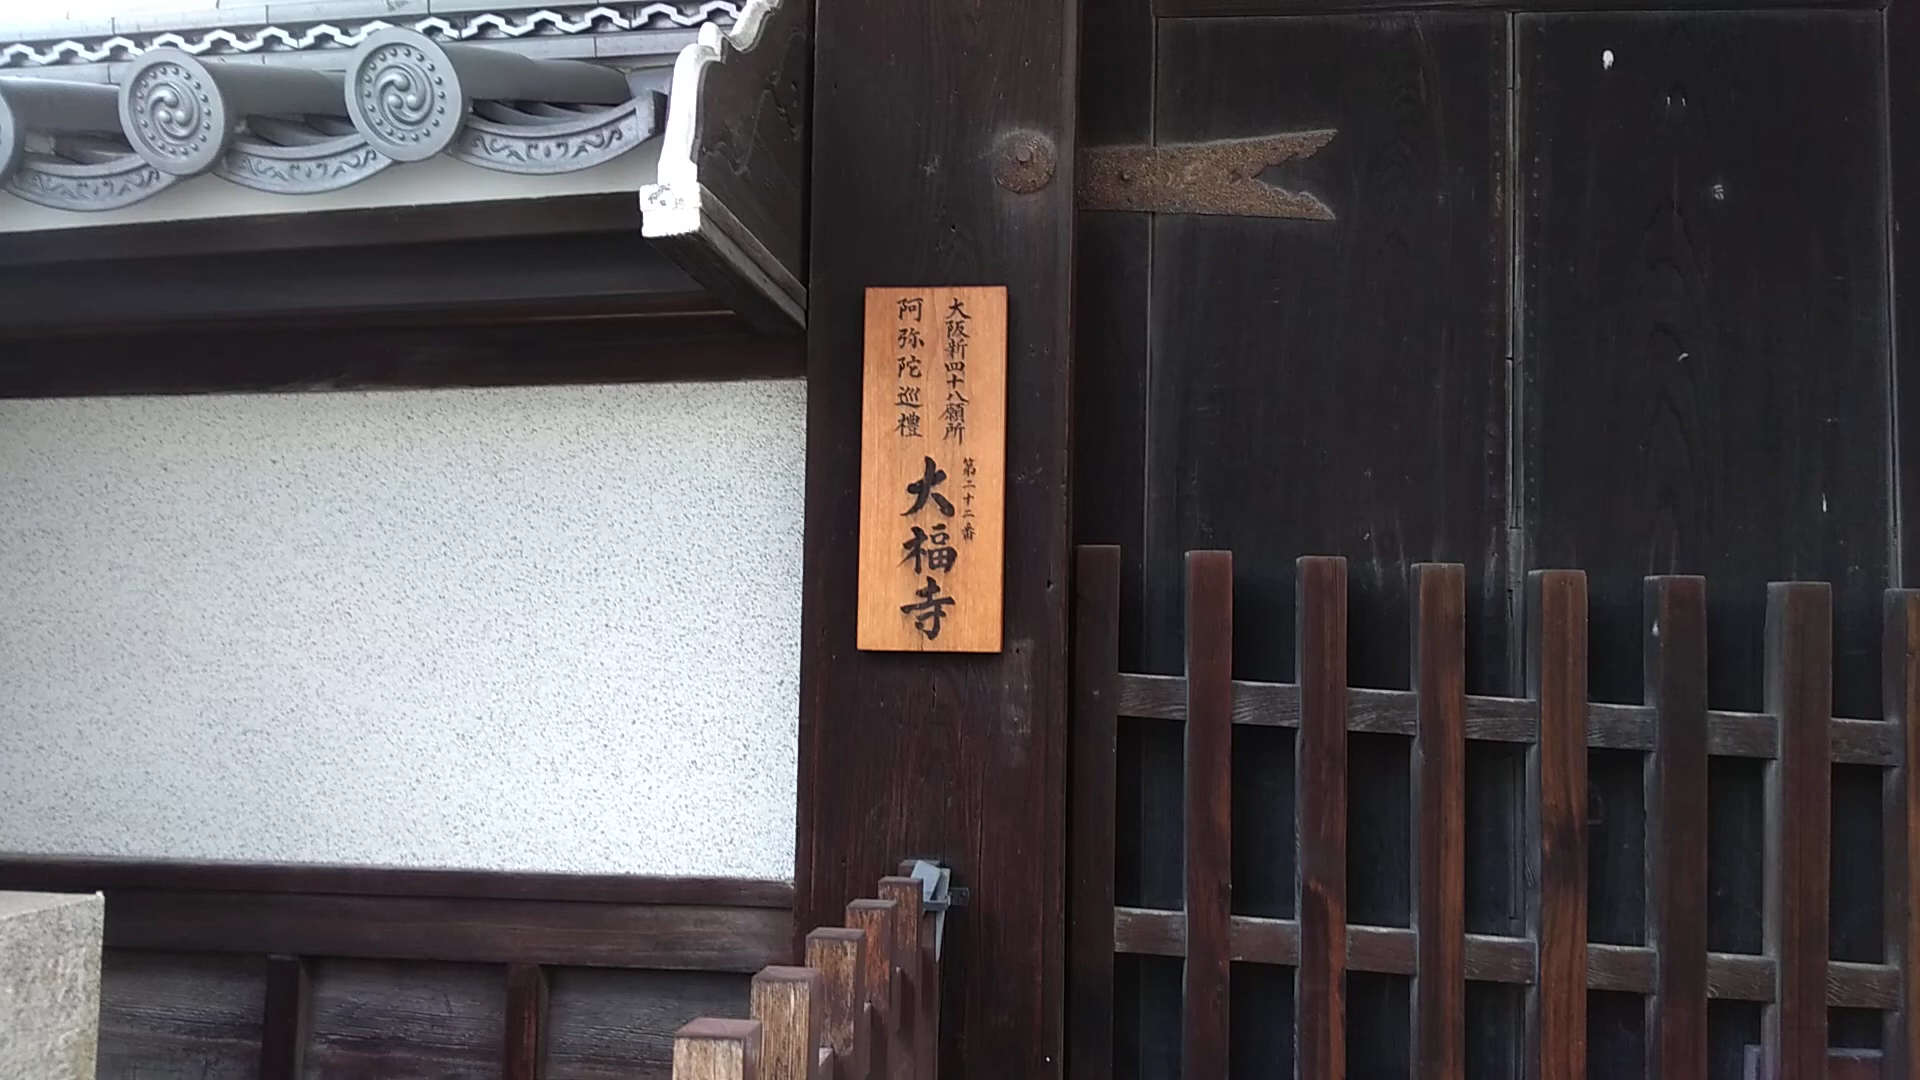 大阪新四十八願所
阿弥陀巡禮
第二十二番
大福寺